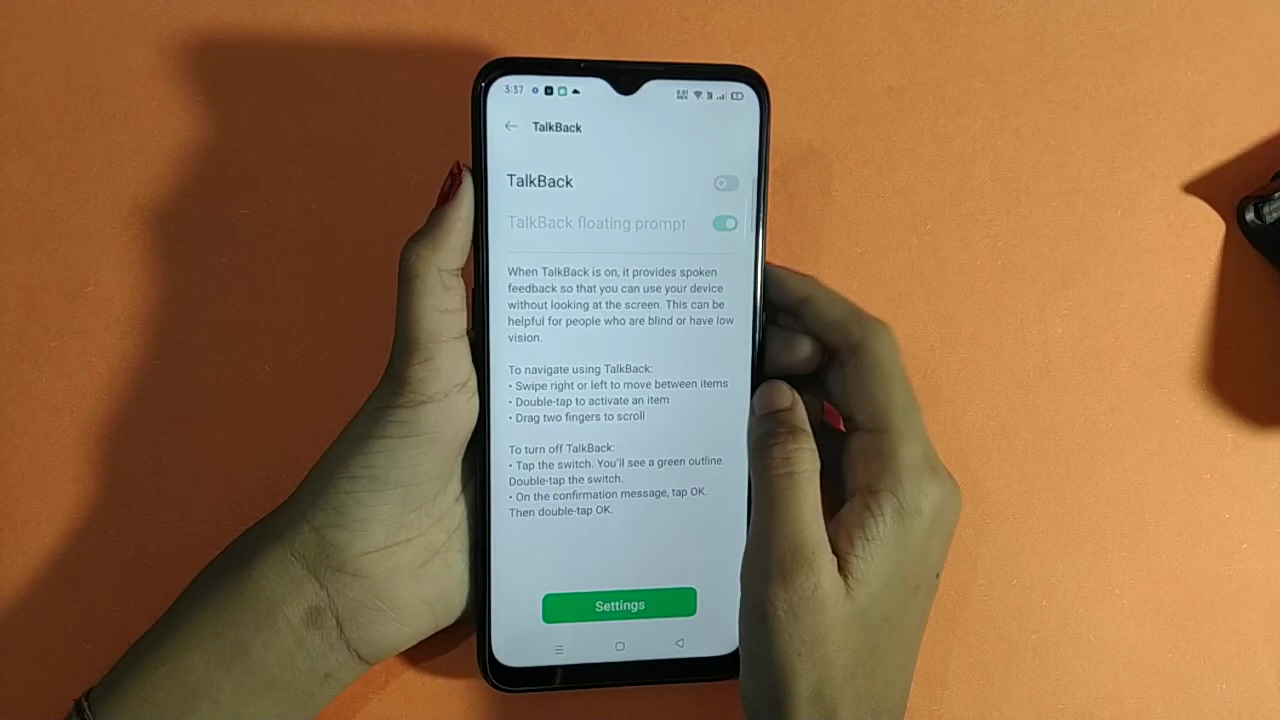 3:37
TalkBack
TalkBack
TalkBack floating prompt
When TalkBack is on, it provides spoken
feedback so that you can use your device
without looking at the screen. This can be
helpful for people who are blind or have low
vision.
To navigate using TalkBack:
• Swipe right or left to move between items
• Double-tap to activate an item
• Drag two fingers to scroll
To turn off TalkBack:
• Tap the switch. You'll see a green outline.
Double-tap the switch.
• On the confirmation message, tap OK.
Then double-tap OK.
Settings